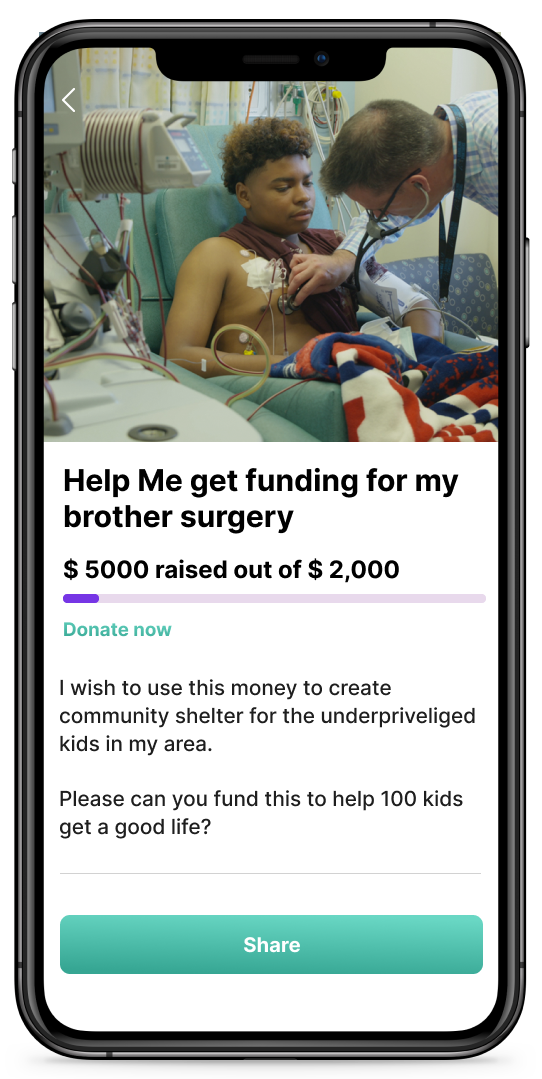 Help Me get funding for my
brother surgery
$ 5000 raised out of $ 2,000
Donate now
I wish to use this money to create
community shelter for the underpriveliged
kids in my area.
Please can you fund this to help 100 kids
get a good life?
Share